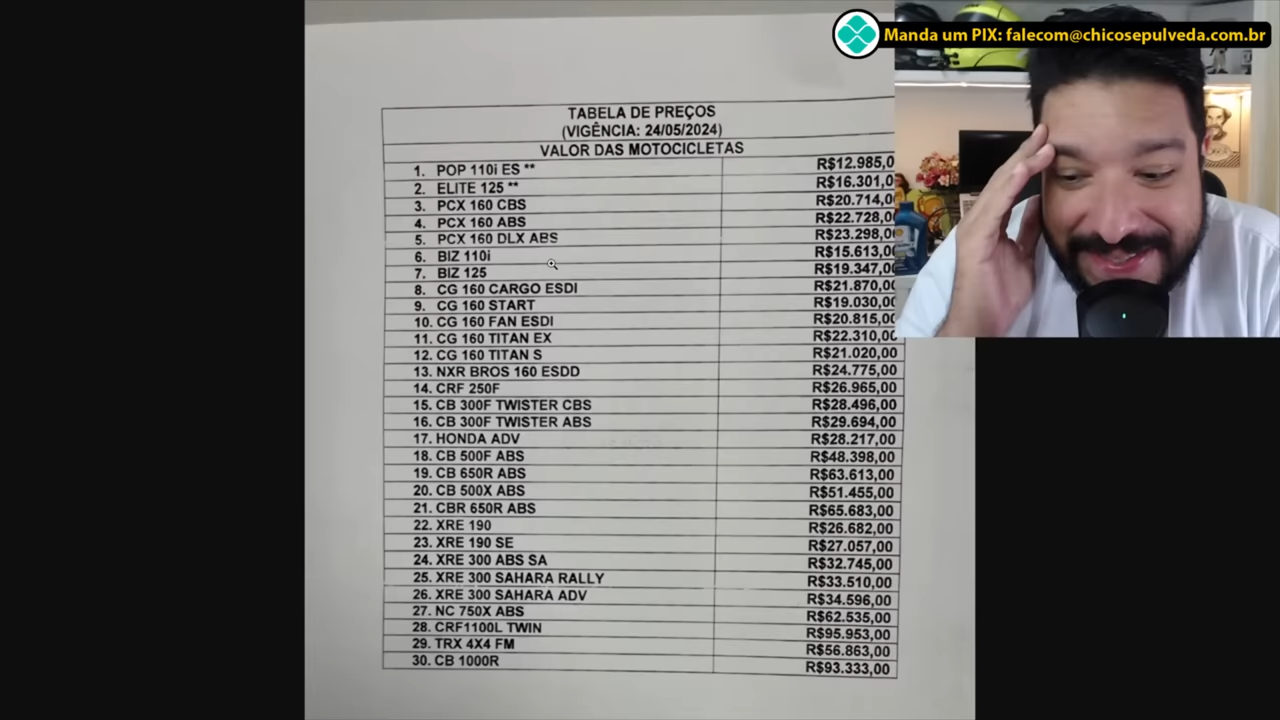 Manda um PIX: falecom@chicosepulveda.com.br
TABELA DE PREÇOS
(VIGÊNCIA: 24/05/2024)
VALOR DAS MOTOCICLETAS
1. POP 110i ES ** R$12.985,0
2. ELITE 125 ** R$16.301,0
3. PCX 160 CBS R$20.714,0
4. PCX 160 ABS R$22.728,0
5. PCX 160 DLX ABS R$23.298,0
6. BIZ 110i R$15.613,0
7. BIZ 125 R$19.347,0
8. CG 160 CARGO ESDI R$21.870,0
9. CG 160 START R$19.030,0
10. CG 160 FAN ESDI R$20.815,0
11. CG 160 TITAN EX R$22.310,0
12. CG 160 TITAN S R$21.020,00
13. NXR BROS 160 ESDD R$24.775,00
14. CRF 250F R$26.965,00
15. CB 300F TWISTER CBS R$28.496,00
16. CB 300F TWISTER ABS R$29.694,00
17. HONDA ADV R$28.217,00
18. CB 500F ABS R$48.398,00
19. CB 650R ABS R$63.613,00
20. CB 500X ABS R$51.455,00
21. CBR 650R ABS R$65.683,00
22. XRE 190 R$26.682,00
23. XRE 190 SE R$27.057,00
24. XRE 300 ABS SA R$32.745,00
25. XRE 300 SAHARA RALLY R$33.510,00
26. XRE 300 SAHARA ADV R$34.596,00
27. NC 750X ABS R$62.535,00
28. CRF1100L TWIN R$95.953,00
29. TRX 4X4 FM R$56.863,00
30. CB 1000R R$93.333,00